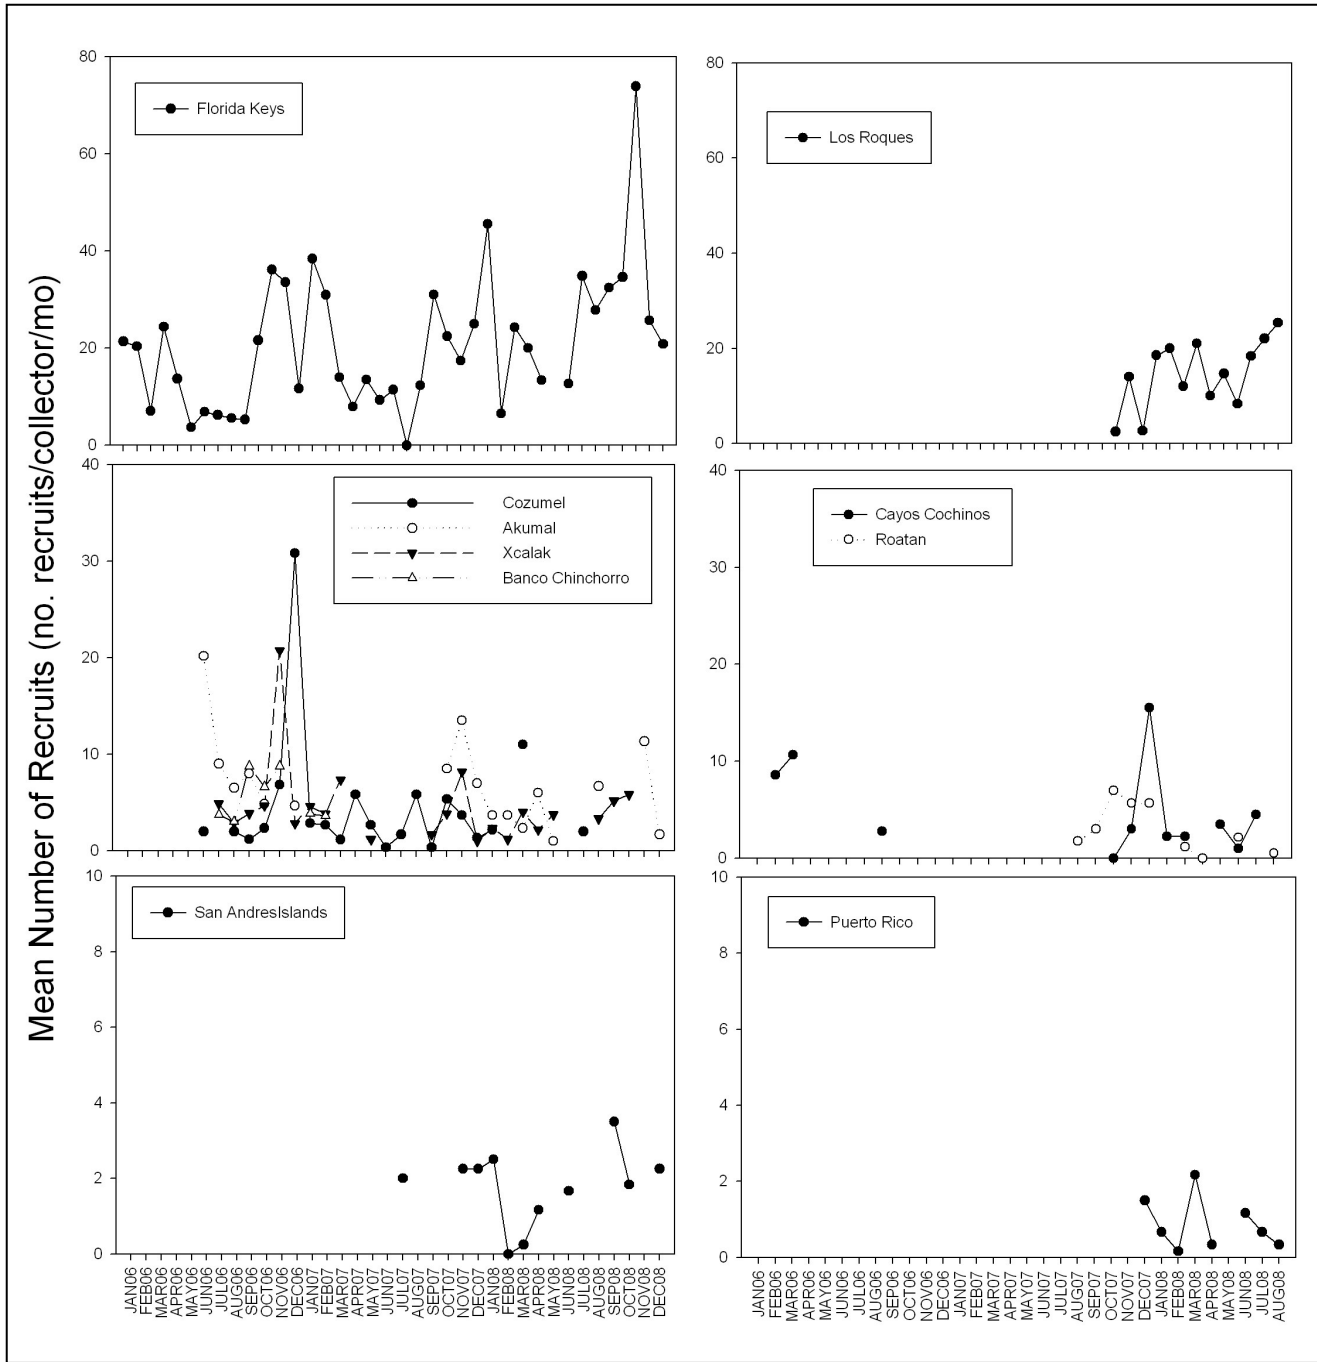 Mean Number of Recruits (no. recruits/collector/mo)
80
60
40
20
0
Florida Keys
80
60
40
20
0
Los Roques
40
30
20
10
0
Cozumel
Akumal
Xcalak
Banco Chinchorro
40
30
20
10
0
Cayos Cochinos
Roatan
10
8
6
4
2
0
San AndresIslands
10
8
6
4
2
0
Puerto Rico
JAN06
FEB06
MAR06
APR06
MAY06
JUN06
JUL06
AUG06
SEP06
OCT06
NOV06
DEC06
JAN07
FEB07
MAR07
APR07
MAY07
JUN07
JUL07
AUG07
SEP07
OCT07
NOV07
DEC07
JAN08
FEB08
MAR08
APR08
MAY08
JUN08
JUL08
AUG08
SEP08
OCT08
NOV08
DEC08
JAN06
FEB06
MAR06
APR06
MAY06
JUN06
JUL06
AUG06
SEP06
OCT06
NOV06
DEC06
JAN07
FEB07
MAR07
APR07
MAY07
JUN07
JUL07
AUG07
SEP07
OCT07
NOV07
DEC07
JAN08
FEB08
MAR08
APR08
MAY08
JUN08
JUL08
AUG08